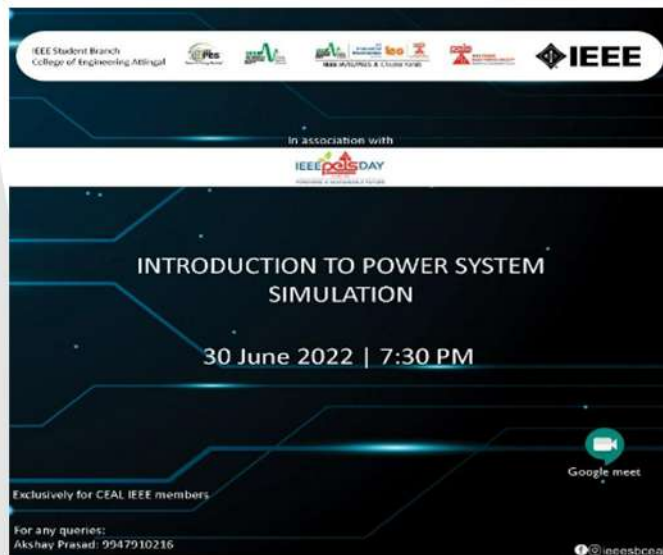 IEEE Student Branch
College of Engineering Attingal
IEEE
In association with
IEEE pels DAY
INTRODUCTION TO POWER SYSTEM
SIMULATION
30 June 2022 | 7:30 PM
Google meet
Exclusively for CEAL IEEE members
For any queries:
Akshay Prasad: 9947910216